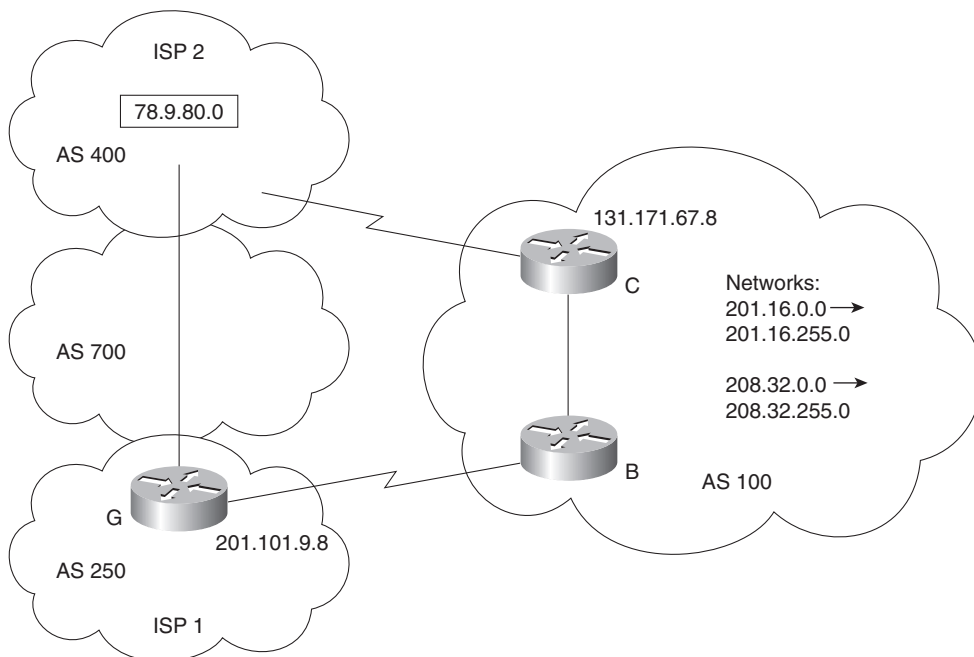 ISP 2
78.9.80.0
AS 400
131.171.67.8
C
Networks:
201.16.0.0
201.16.255.0
208.32.0.0
208.32.255.0
AS 700
B
AS 100
G
201.101.9.8
AS 250
ISP 1